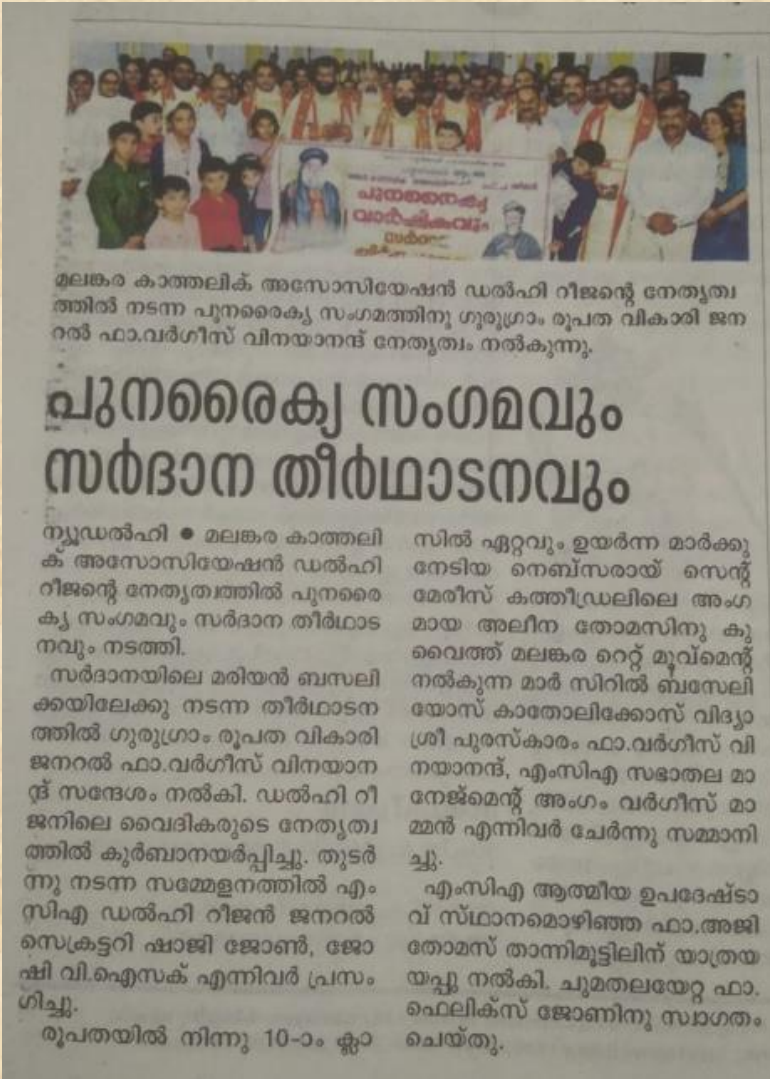 പുനരൈക്യ
വാർഷികവും
മലങ്കര കാത്തലിക് അസോസിയേഷൻ ഡൽഹി റീജന്റെ നേതൃത്വ
ത്തിൽ നടന്ന പുനരൈക്യ സംഗമത്തിനു ഗുരുഗ്രാം രൂപത വികാരി ജന
റൽ ഫാ.വർഗീസ് വിനയാനന്ദ് നേതൃത്വം നൽകുന്നു.
പുനരൈക്യ സംഗമവും
സർദാന തീർഥാടനവും
ന്യൂഡൽഹി ● മലങ്കര കാത്തലി
ക് അസോസിയേഷൻ ഡൽഹി
റീജന്റെ നേതൃത്വത്തിൽ പുനരൈ
ക്യ സംഗമവും സർദാന തീർഥാട
നവും നടത്തി.
സർദാനയിലെ മരിയൻ ബസലി
ക്കയിലേക്കു നടന്ന തീർഥാടന
ത്തിൽ ഗുരുഗ്രാം രൂപത വികാരി
ജനറൽ ഫാ.വർഗീസ് വിനയാന
ന്ദ് സന്ദേശം നൽകി. ഡൽഹി റീ
ജനിലെ വൈദികരുടെ നേതൃത്വ
ത്തിൽ കുർബാനയർപ്പിച്ചു. തുടർ
ന്നു നടന്ന സമ്മേളനത്തിൽ എം
സിഎ ഡൽഹി റീജൻ ജനറൽ
സെക്രട്ടറി ഷാജി ജോൺ, ജോ
ഷി വി.ഐസക് എന്നിവർ പ്രസം
ഗിച്ചു.
രൂപതയിൽ നിന്നു 10-ാം ക്ലാ
സിൽ ഏറ്റവും ഉയർന്ന മാർക്കു
നേടിയ നെബ്സരായ് സെന്റ്
മേരീസ് കത്തീഡ്രലിലെ അംഗ
മായ അലീന തോമസിനു കു
വൈത്ത് മലങ്കര റൈറ്റ് മൂവ്മെന്റ്
നൽകുന്ന മാർ സിറിൽ ബസേലി
യോസ് കാതോലിക്കോസ് വിദ്യാ
ശ്രീ പുരസ്കാരം ഫാ.വർഗീസ് വി
നയാനന്ദ്, എംസിഎ സഭാതല മാ
നേജ്മെന്റ് അംഗം വർഗീസ് മാ
മ്മൻ എന്നിവർ ചേർന്നു സമ്മാനി
ച്ചു.
എംസിഎ ആത്മീയ ഉപദേഷ്ടാ
വ് സ്ഥാനമൊഴിഞ്ഞ ഫാ.അജി
തോമസ് താന്നിമൂട്ടിലിന് യാത്രയ
യപ്പു നൽകി. ചുമതലയേറ്റ ഫാ.
ഫെലിക്സ് ജോണിനു സ്വാഗതം
ചെയ്തു.